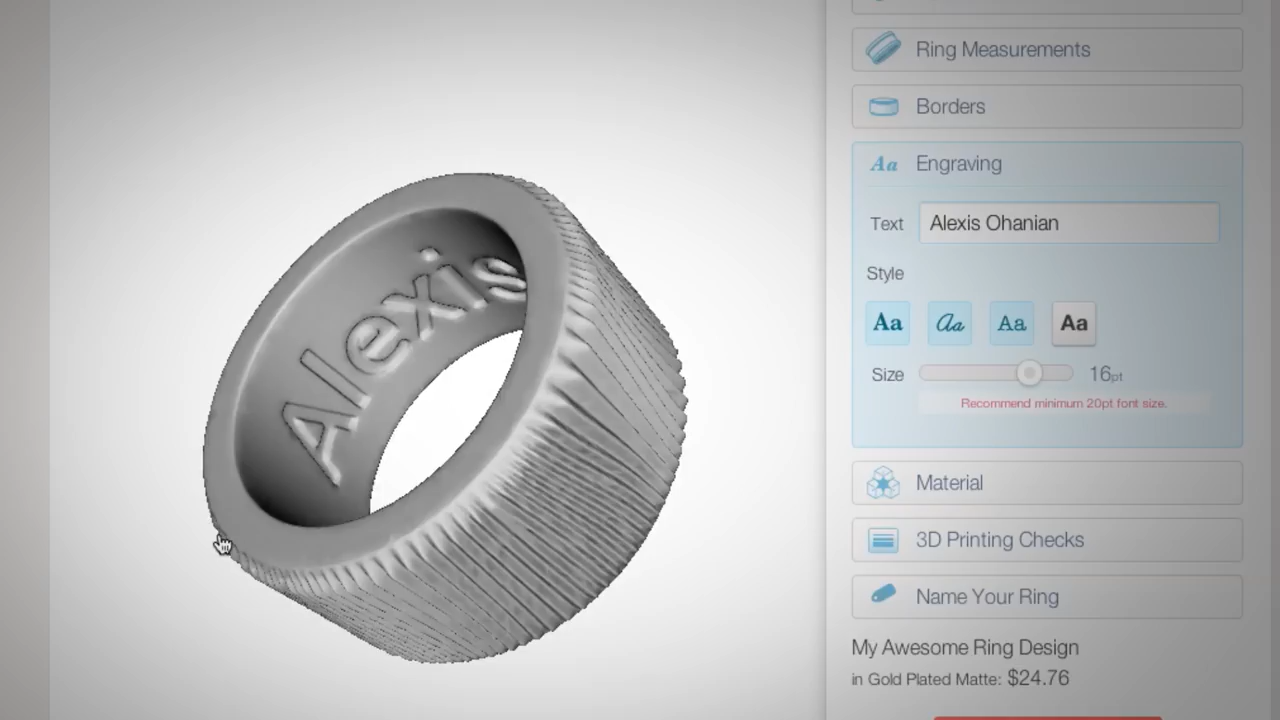 Ring Measurements
Borders
Aa Engraving
Text Alexis Ohanian
Style
Aa Aa Aa Aa
Size 16pt
Recommend minimum 20pt font size.
Material
3D Printing Checks
Name Your Ring
My Awesome Ring Design
in Gold Plated Matte: $24.76
Alexis